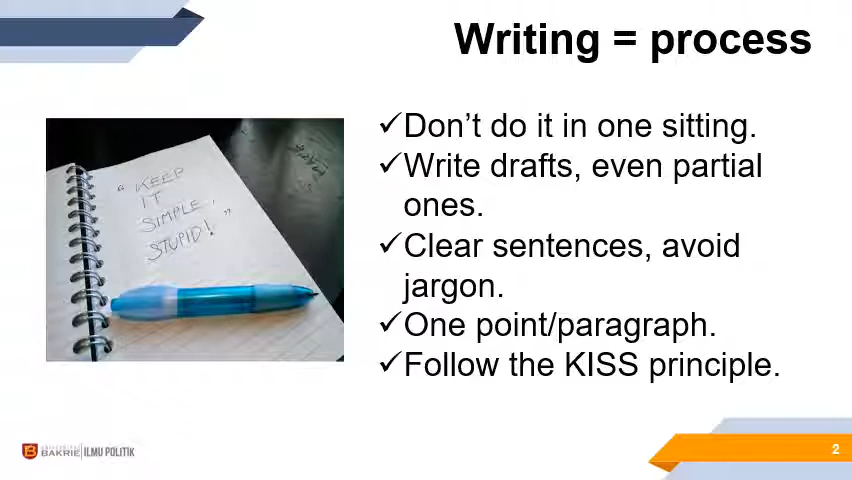 Writing = process
✓Don't do it in one sitting.
✓Write drafts, even partial
ones.
✓Clear sentences, avoid
jargon.
✓One point/paragraph.
✓Follow the KISS principle.
“ KEEP
IT
SIMPLE,
STUPID! ”
UNIVERSITAS
BAKRIE
ILMU POLITIK
2